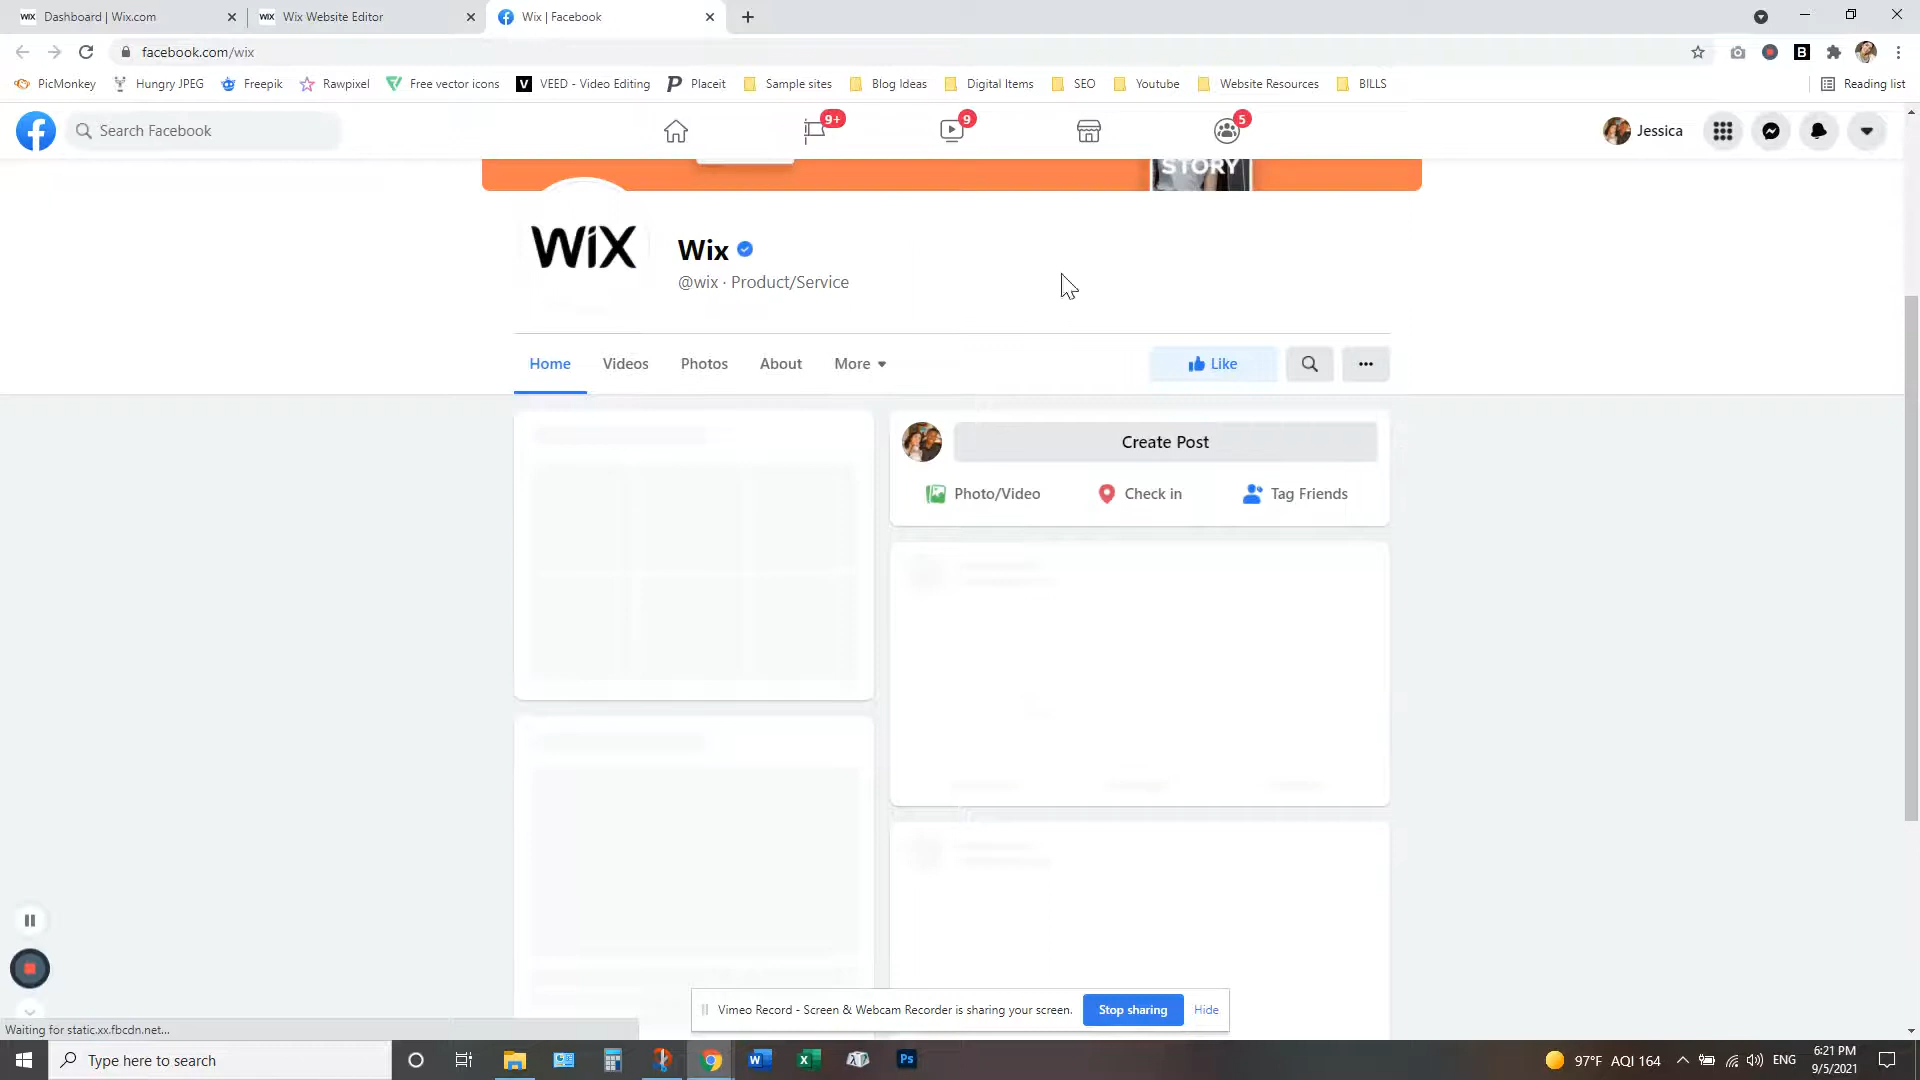 WiX Dashboard | Wix.com
WiX Wix Website Editor
Wix | Facebook
facebook.com/wix
PicMonkey
Hungry JPEG
Freepik
Rawpixel
Free vector icons
V VEED - Video Editing
Placeit
Sample sites
Blog Ideas
Digital Items
SEO
Youtube
Website Resources
BILLS
Reading list
Search Facebook
9+
9
5
Jessica
STORY
WiX
Wix
@wix · Product/Service
Home
Videos
Photos
About
More
Like
Create Post
Photo/Video
Check in
Tag Friends
Vimeo Record - Screen & Webcam Recorder is sharing your screen.
Stop sharing
Hide
Waiting for static.xx.fbcdn.net...
Type here to search
Ps
97°F AQI 164
ENG
6:21 PM
9/5/2021